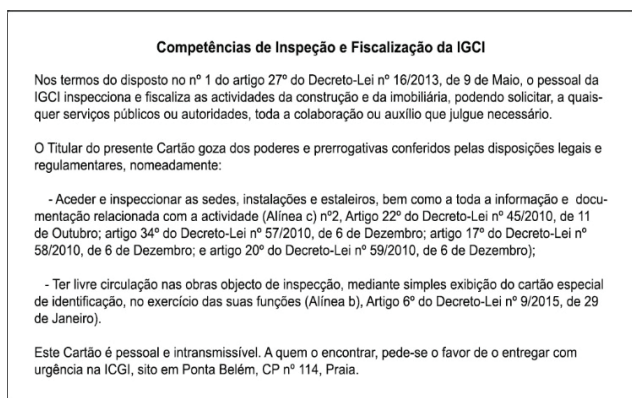 Competências de Inspeção e Fiscalização da IGCI
Nos termos do disposto no nº 1 do artigo 27º do Decreto-Lei nº 16/2013, de 9 de Maio, o pessoal da
IGCI inspecciona e fiscaliza as actividades da construção e da imobiliária, podendo solicitar, a quais-
quer serviços públicos ou autoridades, toda a colaboração ou auxílio que julgue necessário.
O Titular do presente Cartão goza dos poderes e prerrogativas conferidos pelas disposições legais e
regulamentares, nomeadamente:
- Aceder e inspeccionar as sedes, instalações e estaleiros, bem como a toda a informação e docu-
mentação relacionada com a actividade (Alínea c) nº2, Artigo 22º do Decreto-Lei nº 45/2010, de 11
de Outubro; artigo 34º do Decreto-Lei nº 57/2010, de 6 de Dezembro; artigo 17º do Decreto-Lei nº
58/2010, de 6 de Dezembro; e artigo 20º do Decreto-Lei nº 59/2010, de 6 de Dezembro);
- Ter livre circulação nas obras objecto de inspecção, mediante simples exibição do cartão especial
de identificação, no exercício das suas funções (Alínea b), Artigo 6º do Decreto-Lei nº 9/2015, de 29
de Janeiro).
Este Cartão é pessoal e intransmissível. A quem o encontrar, pede-se o favor de o entregar com
urgência na ICGI, sito em Ponta Belém, CP nº 114, Praia.